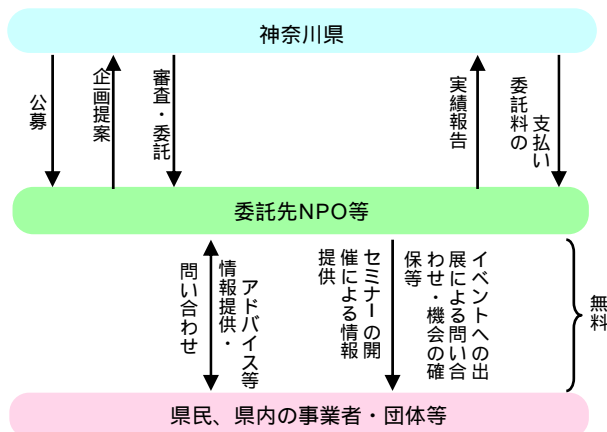 神奈川県
公募
企画提案
審査・委託
実績報告
委託料の
支払い
委託先NPO等
問い合わせ
情報提供・
アドバイス等
セミナーの開
催による情報
提供
イベントへの出
展による問い合
わせ・機会の確
保等
無料
県民、県内の事業者・団体等